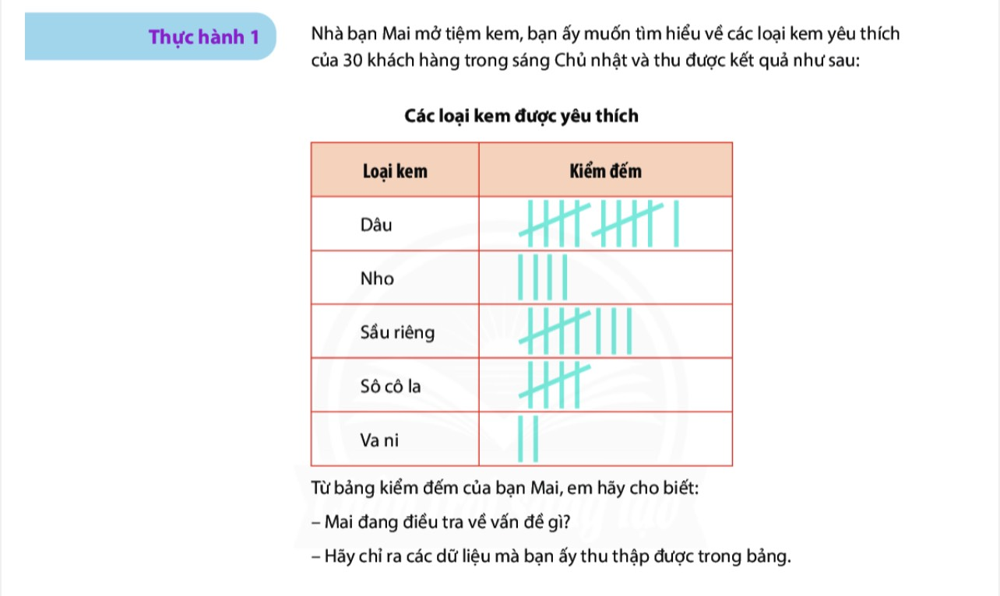 Thực hành 1
Nhà bạn Mai mở tiệm kem, bạn ấy muốn tìm hiểu về các loại kem yêu thích
của 30 khách hàng trong sáng Chủ nhật và thu được kết quả như sau:
Các loại kem được yêu thích
Loại kem Kiểm đếm
Dâu
Nho
Sầu riêng
Sô cô la
Va ni
Từ bảng kiểm đếm của bạn Mai, em hãy cho biết:
– Mai đang điều tra về vấn đề gì?
– Hãy chỉ ra các dữ liệu mà bạn ấy thu thập được trong bảng.